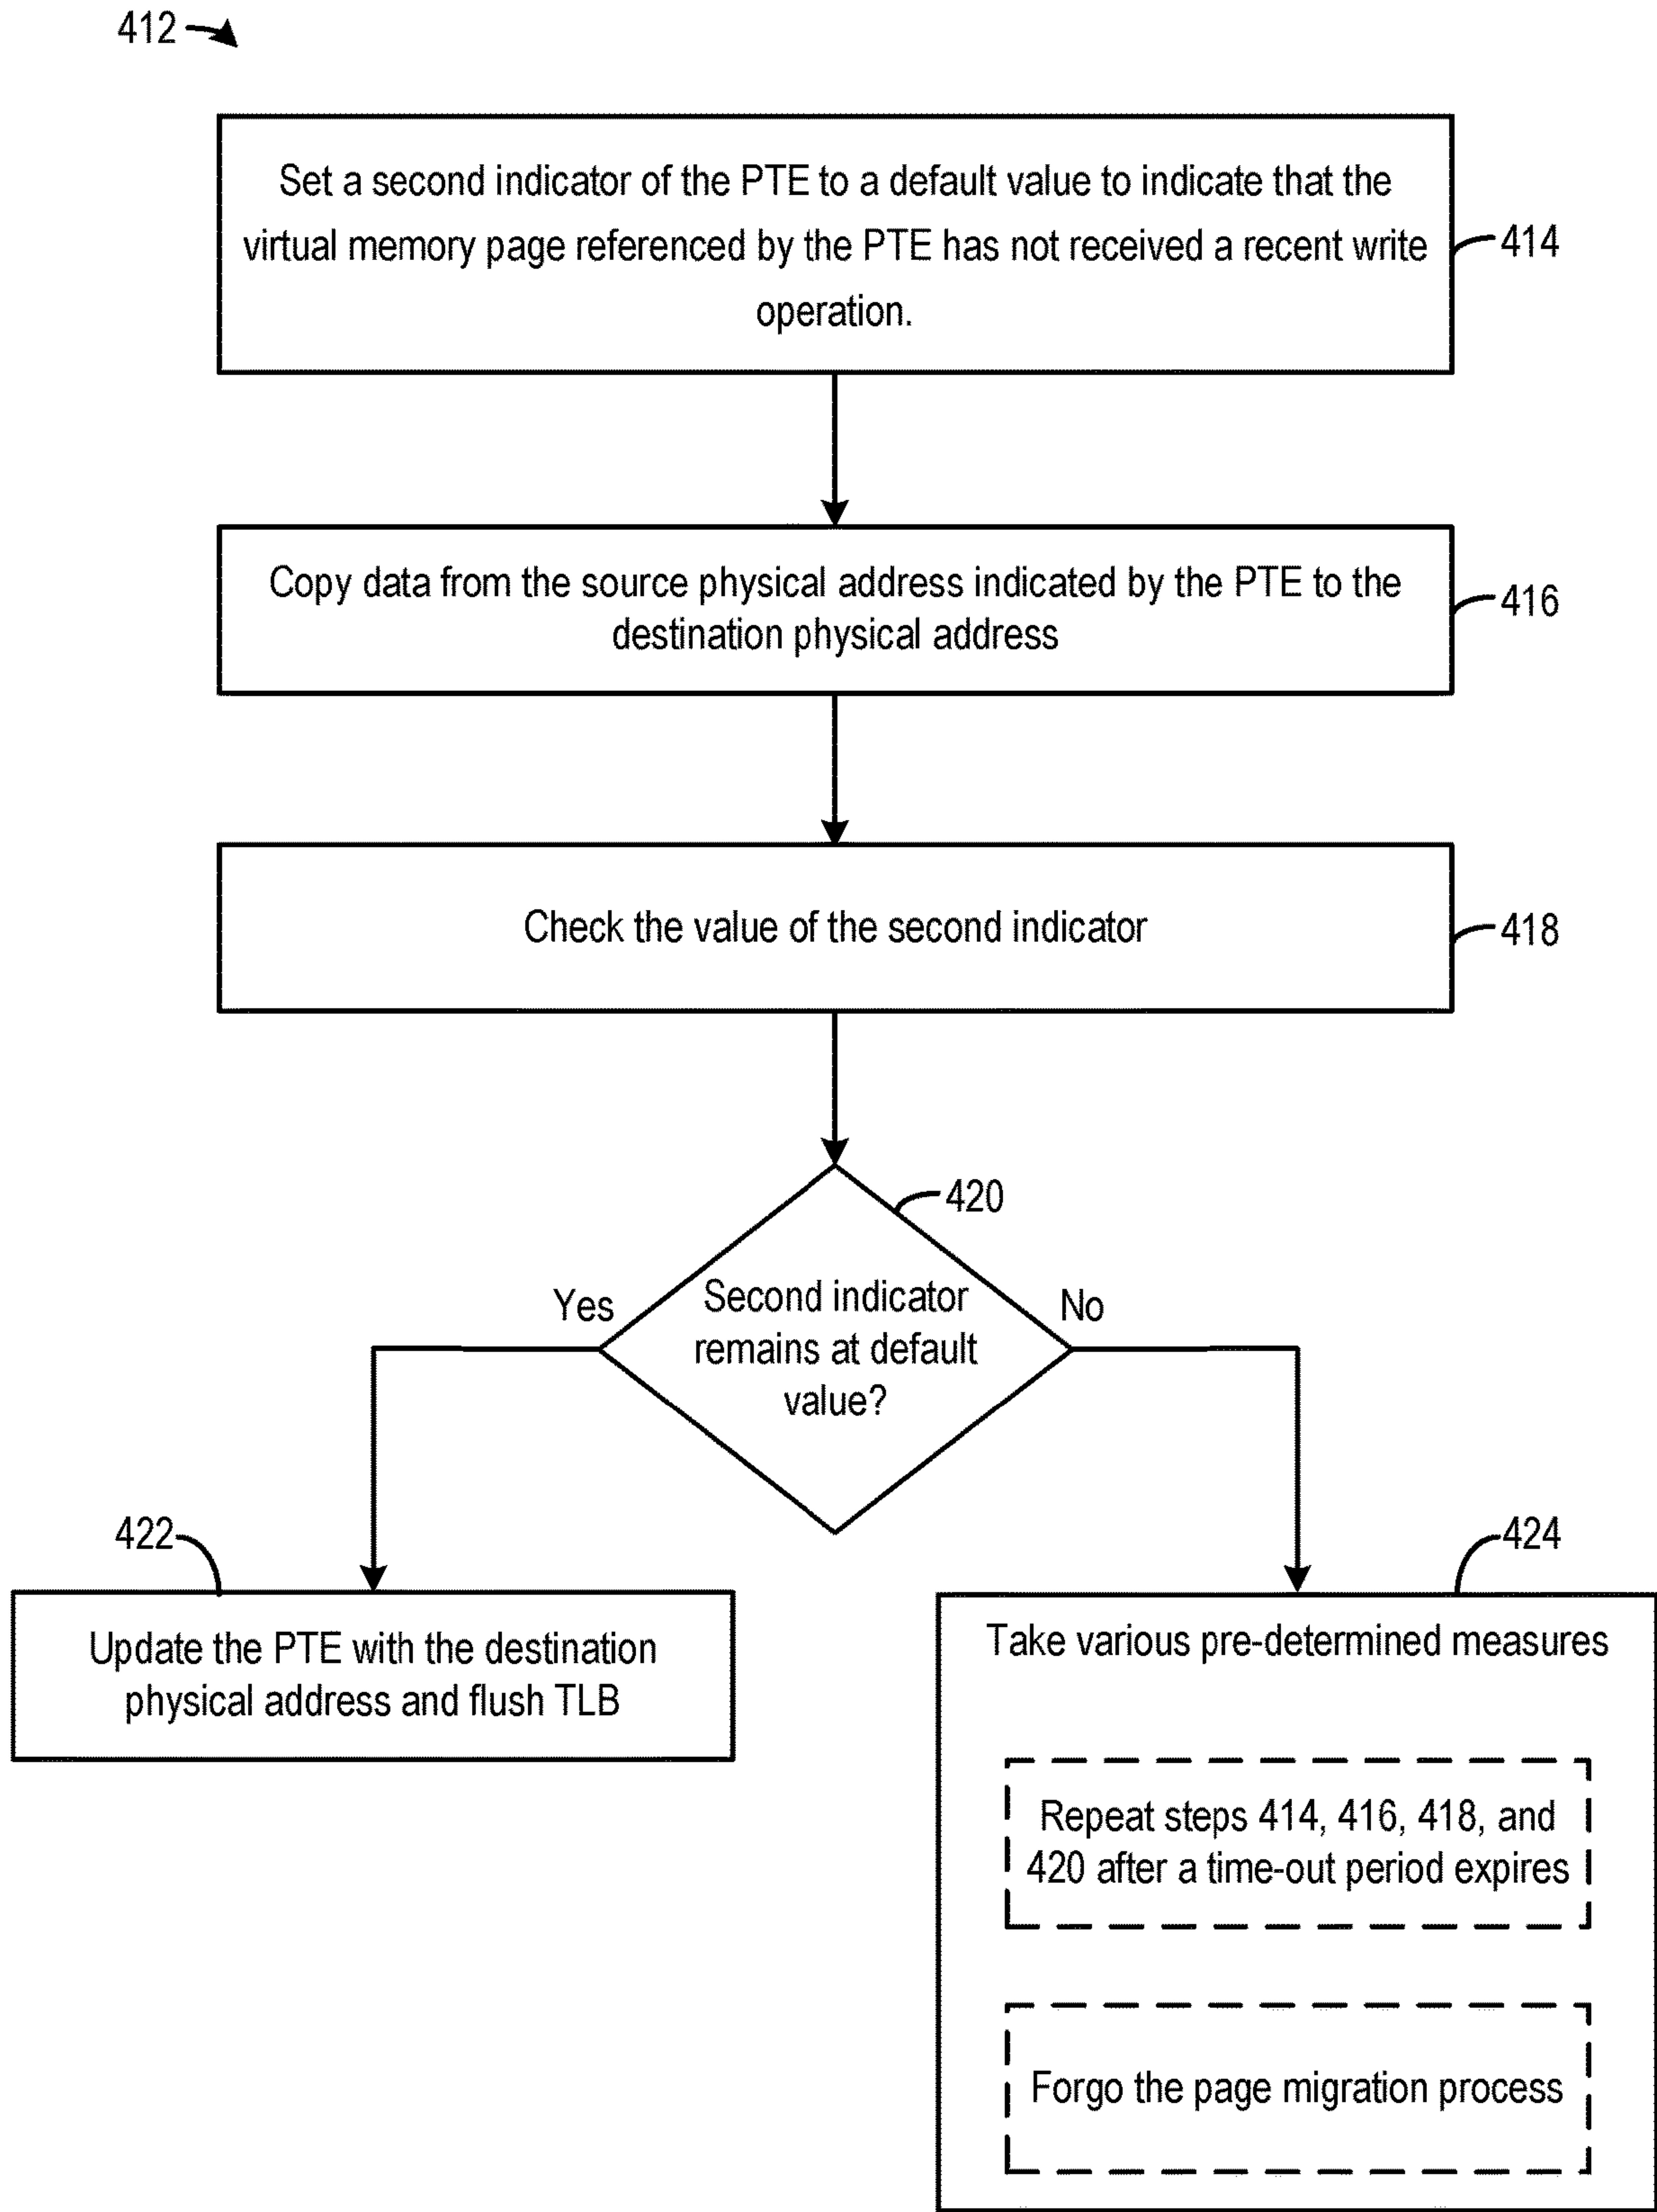 412
Set a second indicator of the PTE to a default value to indicate that the
virtual memory page referenced by the PTE has not received a recent write
operation.
414
Copy data from the source physical address indicated by the PTE to the
destination physical address
416
Check the value of the second indicator
418
420
Yes
Second indicator
remains at default
value?
No
422
Update the PTE with the destination
physical address and flush TLB
424
Take various pre-determined measures
Repeat steps 414, 416, 418, and
420 after a time-out period expires
Forgo the page migration process